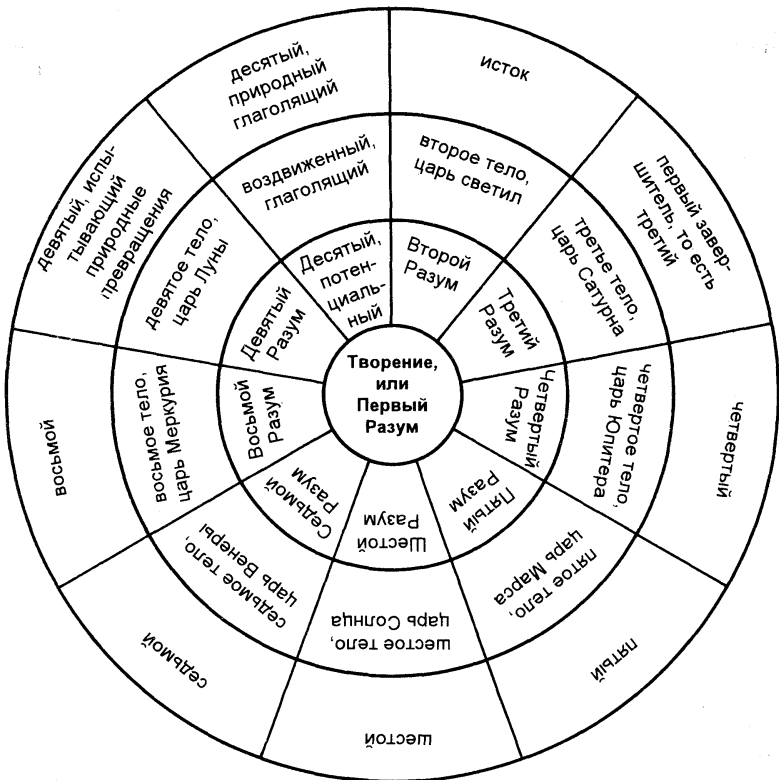 Творение,
или
Первый
Разум
Второй
Разум
Третий
Разум
Четвертый
Разум
Пятый
Разум
Шестой
Разум
Седьмой
Разум
Восьмой
Разум
Девятый
Разум
Десятый,
потен-
циаль-
ный
второе тело,
царь светил
третье тело,
царь Сатурна
четвертое тело,
царь Юпитера
пятое тело,
царь Марса
шестое тело,
царь Солнца
седьмое тело,
царь Венеры
восьмое тело,
царь Меркурия
девятое тело,
царь Луны
воздвиженный,
глаголящий
исток
первый завер-
шитель, то есть
третий
четвертый
пятый
шестой
седьмой
восьмой
девятый, испы-
тывающий
природные
превращения
десятый,
природный
глаголящий